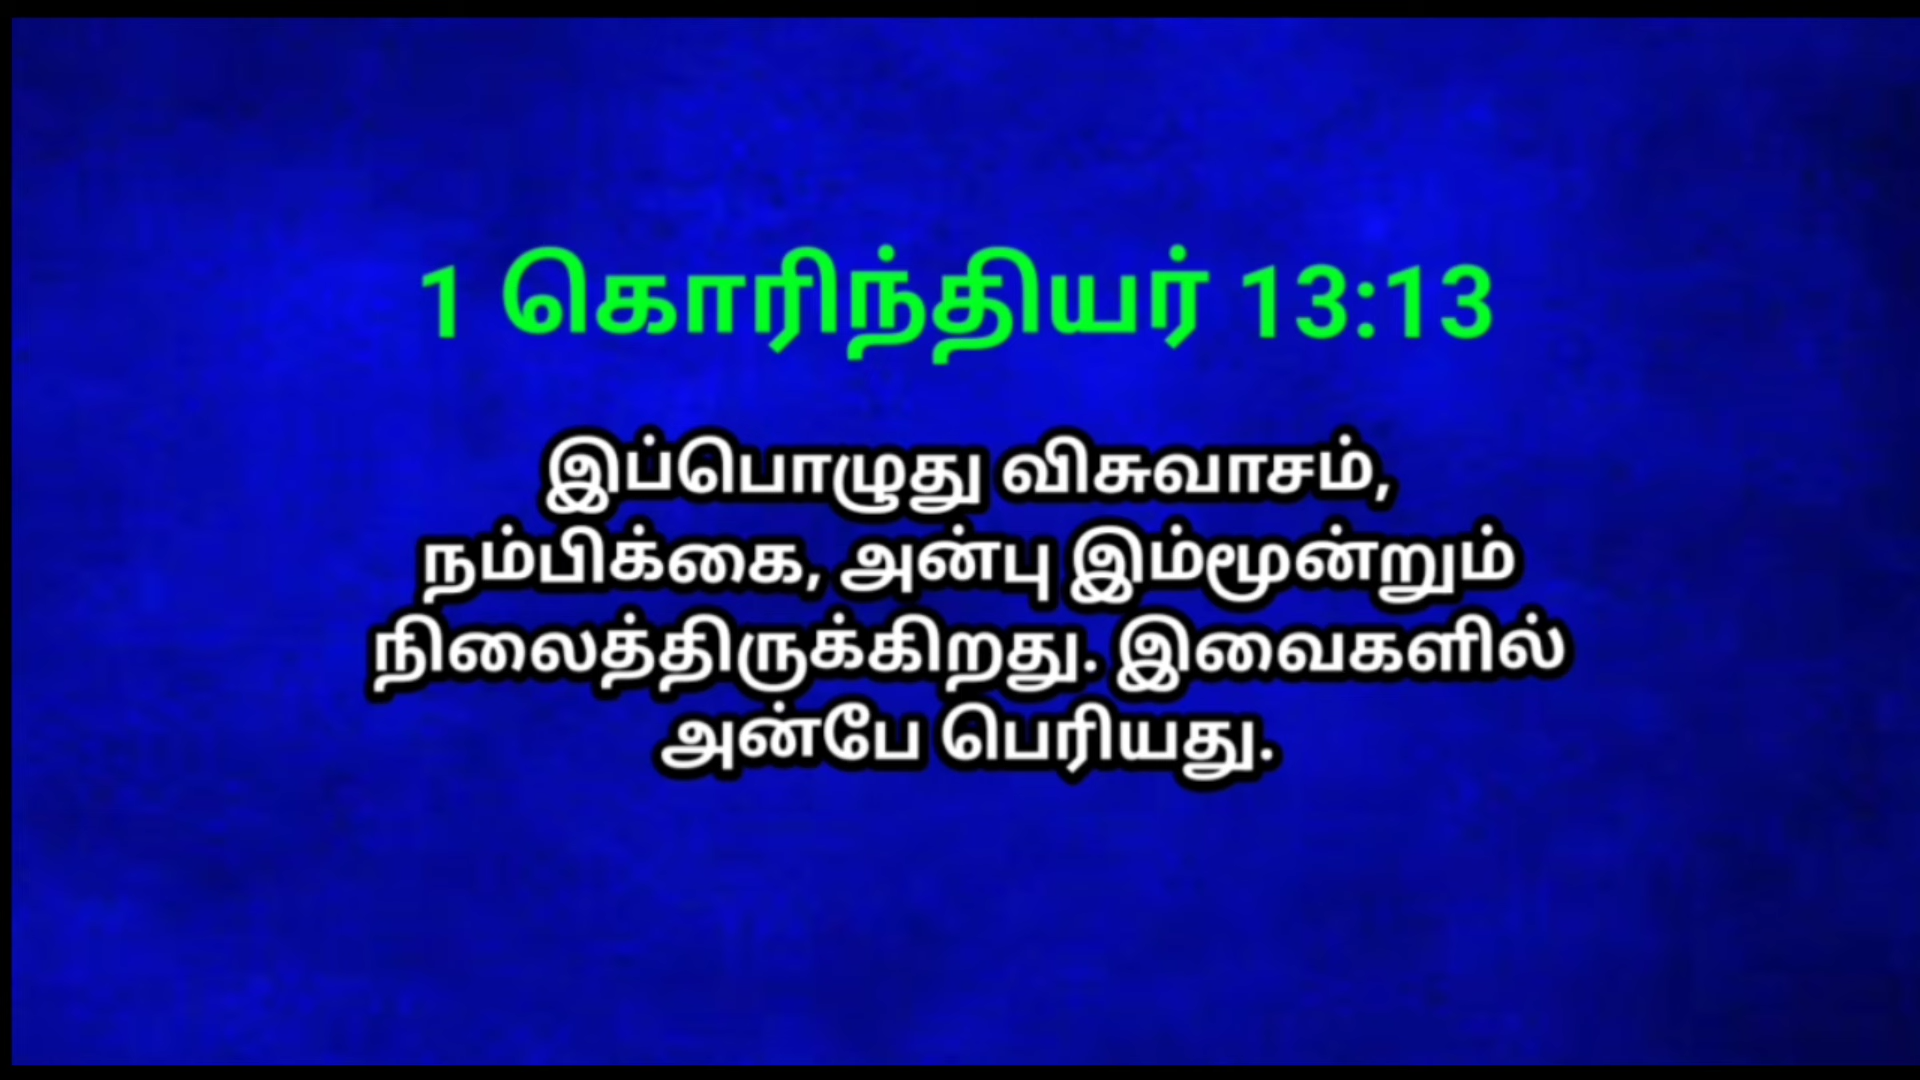 1 கொரிந்தியர் 13:13
இப்பொழுது விசுவாசம்,
நம்பிக்கை, அன்பு இம்மூன்றும்
நிலைத்திருக்கிறது. இவைகளில்
அன்பே பெரியது.